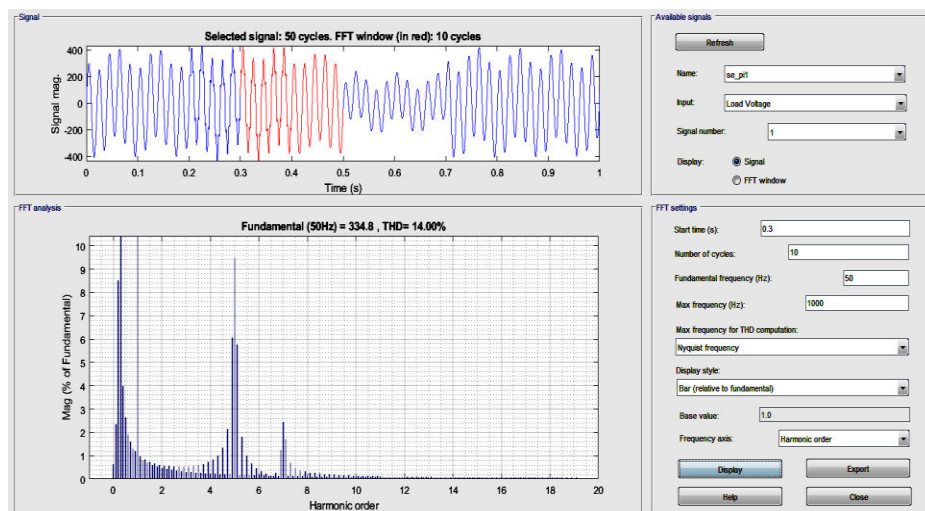 Signal
Selected signal: 50 cycles. FFT window (in red): 10 cycles
400
200
0
-200
-400
Signal mag.
0 0.1 0.2 0.3 0.4 0.5 0.6 0.7 0.8 0.9 1
Time (s)
FFT analysis
Fundamental (50Hz) = 334.8 , THD= 14.00%
10
9
8
7
6
5
4
3
2
1
0
Mag (% of Fundamental)
0 2 4 6 8 10 12 14 16 18 20
Harmonic order
Available signals
Refresh
Name: se_pi1
Input: Load Voltage
Signal number: 1
Display: Signal
FFT window
FFT settings
Start time (s): 0.3
Number of cycles: 10
Fundamental frequency (Hz): 50
Max frequency (Hz): 1000
Max frequency for THD computation:
Nyquist frequency
Display style:
Bar (relative to fundamental)
Base value: 1.0
Frequency axis: Harmonic order
Display Export
Help Close